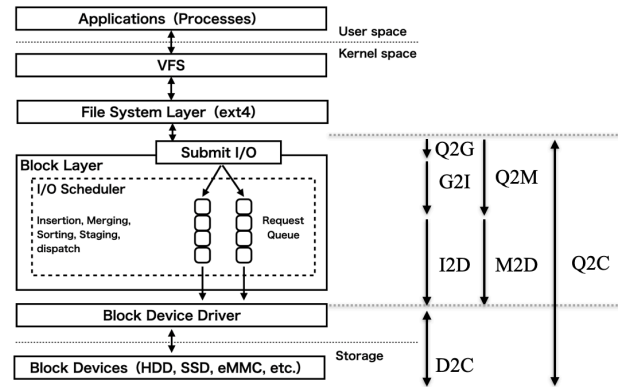 Applications (Processes)
User space
Kernel space
VFS
File System Layer (ext4)
Submit I/O
Block Layer
I/O Scheduler
Insertion, Merging,
Sorting, Staging,
dispatch
Request
Queue
Block Device Driver
Storage
Block Devices (HDD, SSD, eMMC, etc.)
Q2G
G2I
Q2M
I2D
M2D
Q2C
D2C